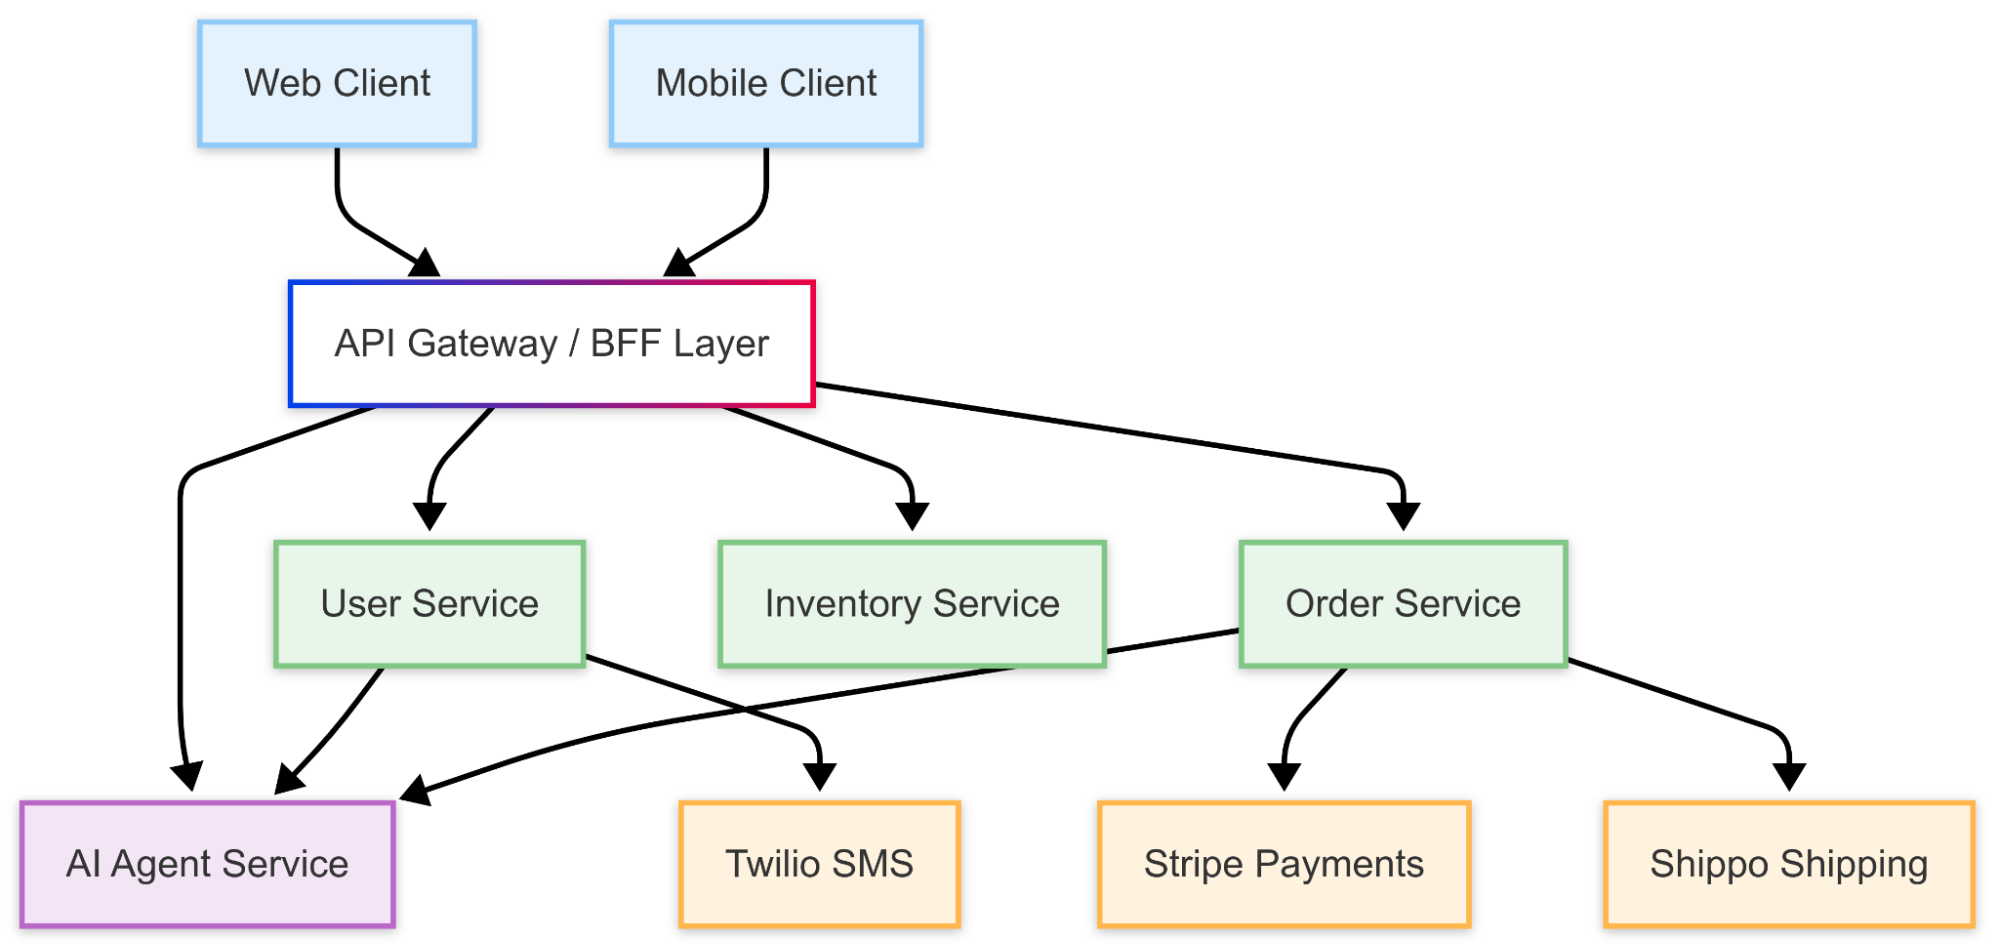 Web Client
Mobile Client
API Gateway / BFF Layer
User Service
Inventory Service
Order Service
AI Agent Service
Twilio SMS
Stripe Payments
Shippo Shipping